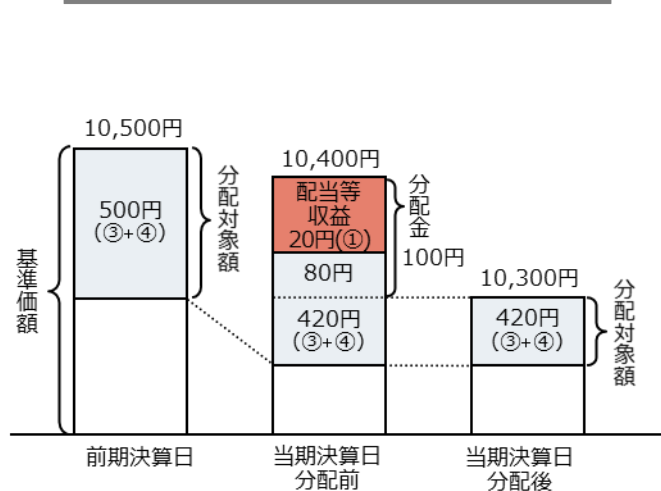 10,500円
500円
(③+④)
分配対象額
基準価額
前期決算日
10,400円
配当等
収益
20円(①)
80円
420円
(③+④)
分配金
100円
当期決算日
分配前
10,300円
420円
(③+④)
分配対象額
当期決算日
分配後